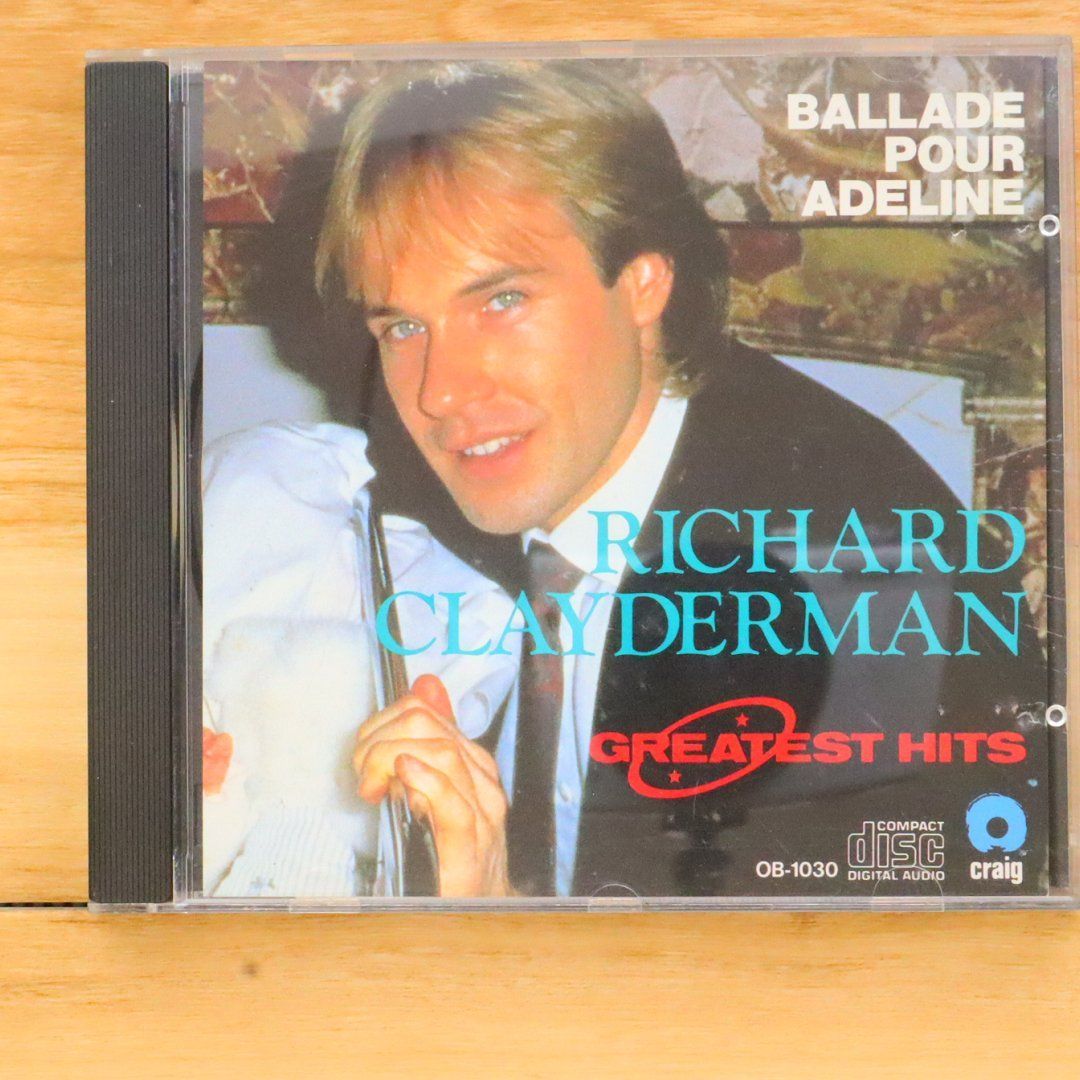 BALLADE
POUR
ADELINE
RICHARD
CLAYDERMAN
GREATEST HITS
OB-1030
COMPACT
disc
DIGITAL AUDIO
craig